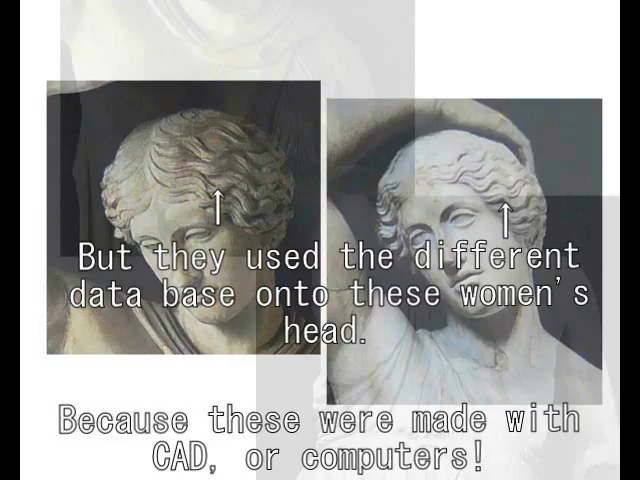 But they used the different
data base onto these women's
head.
Because these were made with
CAD, or computers!